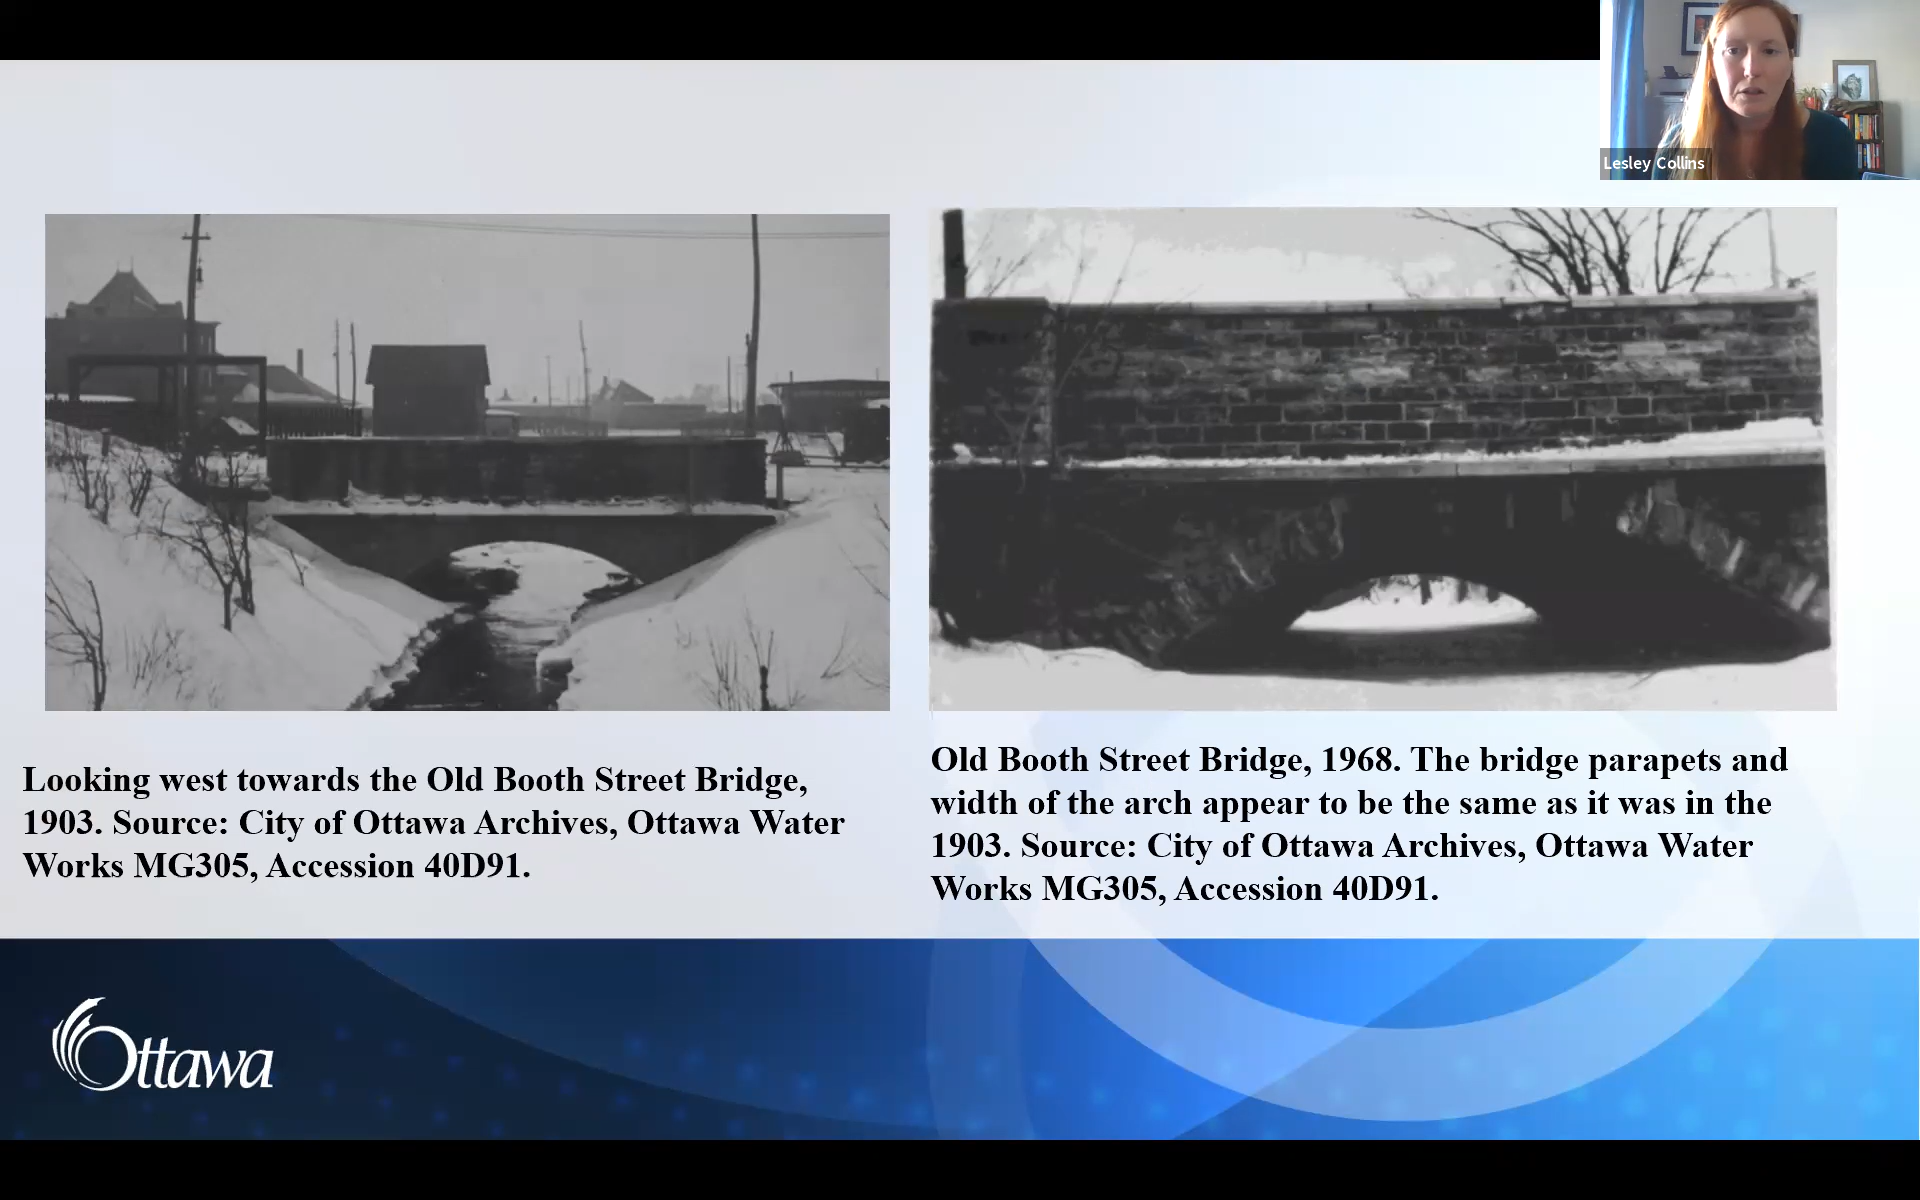 Lesley Collins
Looking west towards the Old Booth Street Bridge,
1903. Source: City of Ottawa Archives, Ottawa Water
Works MG305, Accession 40D91.
Old Booth Street Bridge, 1968. The bridge parapets and
width of the arch appear to be the same as it was in the
1903. Source: City of Ottawa Archives, Ottawa Water
Works MG305, Accession 40D91.
Ottawa